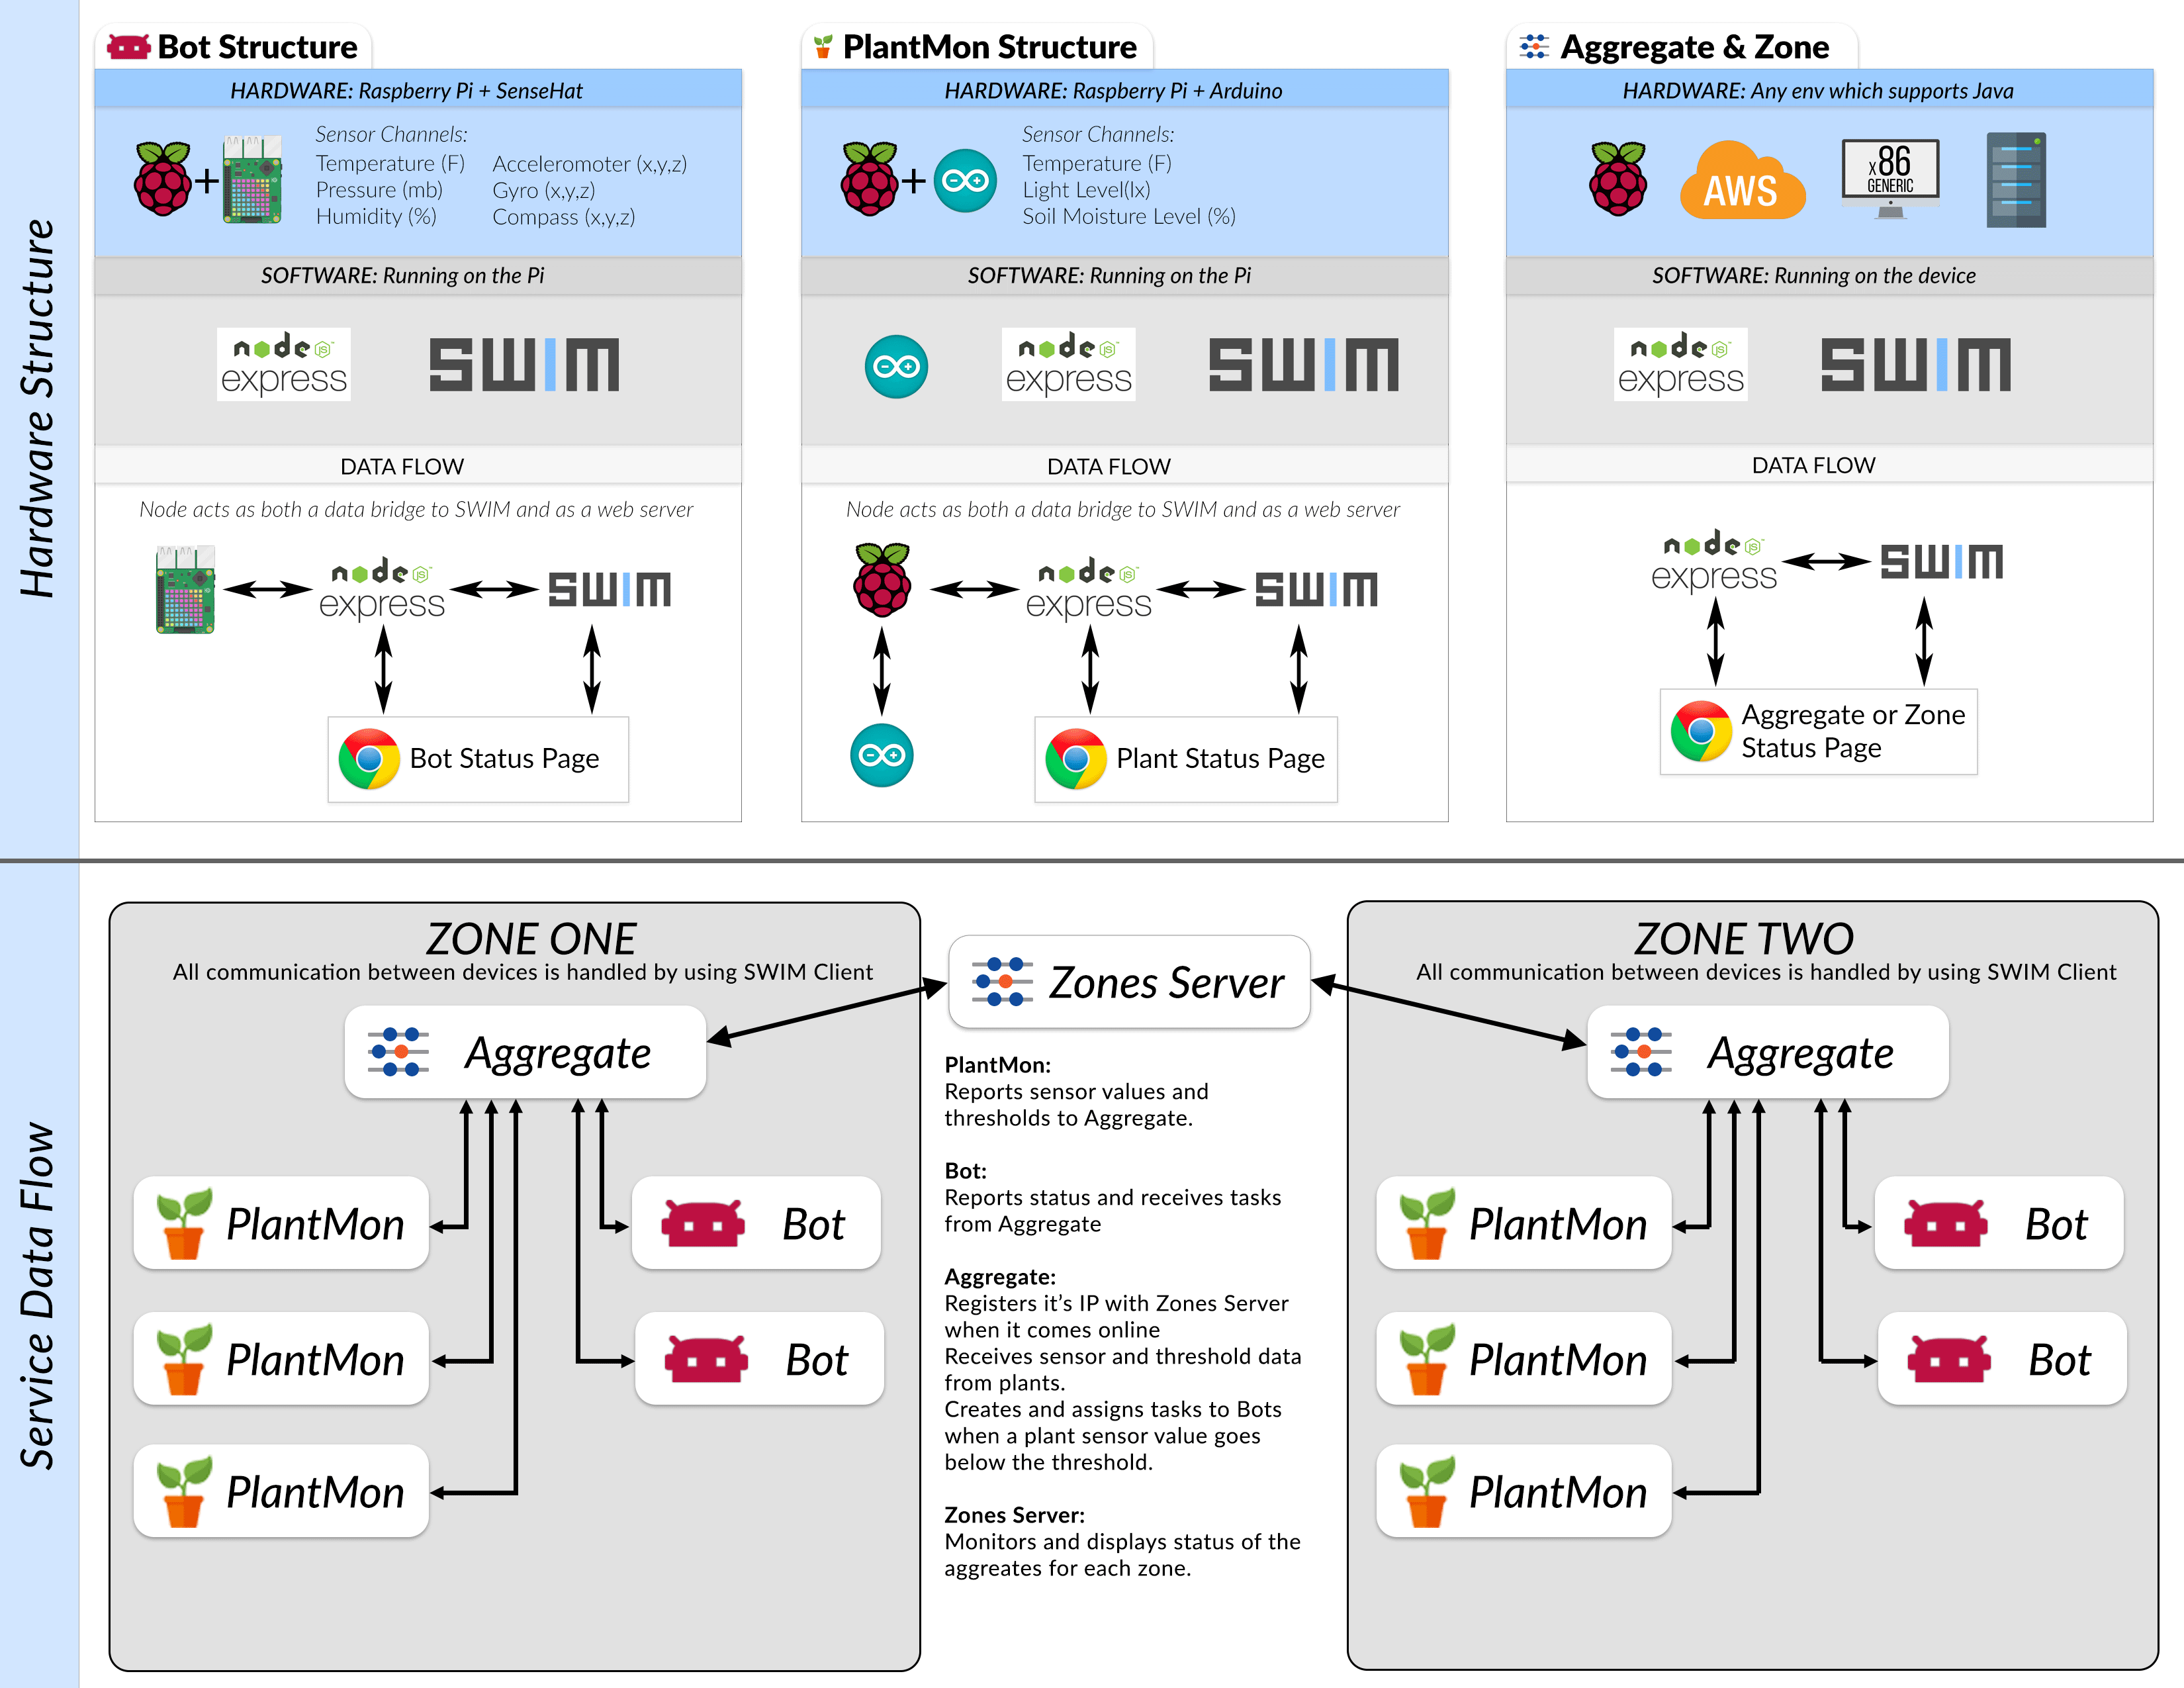 Hardware Structure
Bot Structure
HARDWARE: Raspberry Pi + SenseHat
Sensor Channels:
Temperature (F)
Pressure (mb)
Humidity (%)
Acceleromoter (x,y,z)
Gyro (x,y,z)
Compass (x,y,z)
SOFTWARE: Running on the Pi
node JS
express
SWIM
DATA FLOW
Node acts as both a data bridge to SWIM and as a web server
node JS
express
SWIM
Bot Status Page
PlantMon Structure
HARDWARE: Raspberry Pi + Arduino
Sensor Channels:
Temperature (F)
Light Level(lx)
Soil Moisture Level (%)
SOFTWARE: Running on the Pi
node JS
express
SWIM
DATA FLOW
Node acts as both a data bridge to SWIM and as a web server
node JS
express
SWIM
Plant Status Page
Aggregate & Zone
HARDWARE: Any env which supports Java
AWS
x86
GENERIC
SOFTWARE: Running on the device
node JS
express
SWIM
DATA FLOW
node JS
express
SWIM
Aggregate or Zone
Status Page
Service Data Flow
ZONE ONE
All communication between devices is handled by using SWIM Client
Aggregate
PlantMon
PlantMon
PlantMon
Bot
Bot
Zones Server
PlantMon:
Reports sensor values and
thresholds to Aggregate.
Bot:
Reports status and receives tasks
from Aggregate
Aggregate:
Registers it’s IP with Zones Server
when it comes online
Receives sensor and threshold data
from plants.
Creates and assigns tasks to Bots
when a plant sensor value goes
below the threshold.
Zones Server:
Monitors and displays status of the
aggreates for each zone.
ZONE TWO
All communication between devices is handled by using SWIM Client
Aggregate
PlantMon
PlantMon
PlantMon
Bot
Bot